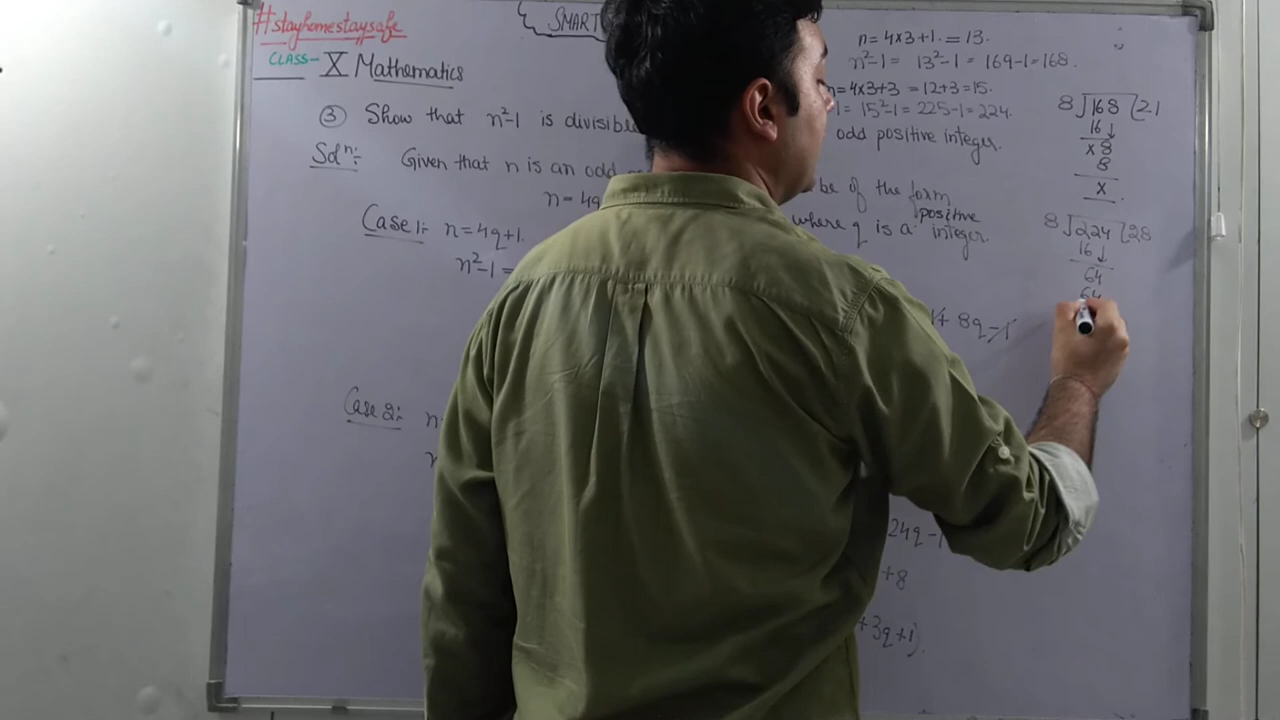 #stayhomestaysafe
SMART
CLASS- X Mathematics
n=4x3+1. = 13.
n²-1 = 13²-1 = 169-1=168.
=4x3+3 =12+3=15.
1= 15²-1=225-1=224.
③ Show that n²-1 is
odd positive integer.
Solⁿ:- Given that n is an odd
be of the form
n=4q
where q is a positive integer.
Case 1:- n=4q+1.
n²-1 =
+ 8q-1
Case 2:- n
n
24q-1
+8
+3q+1).
8)168(21
16↓
x8
8
x.
8)224(28
16↓
64
64